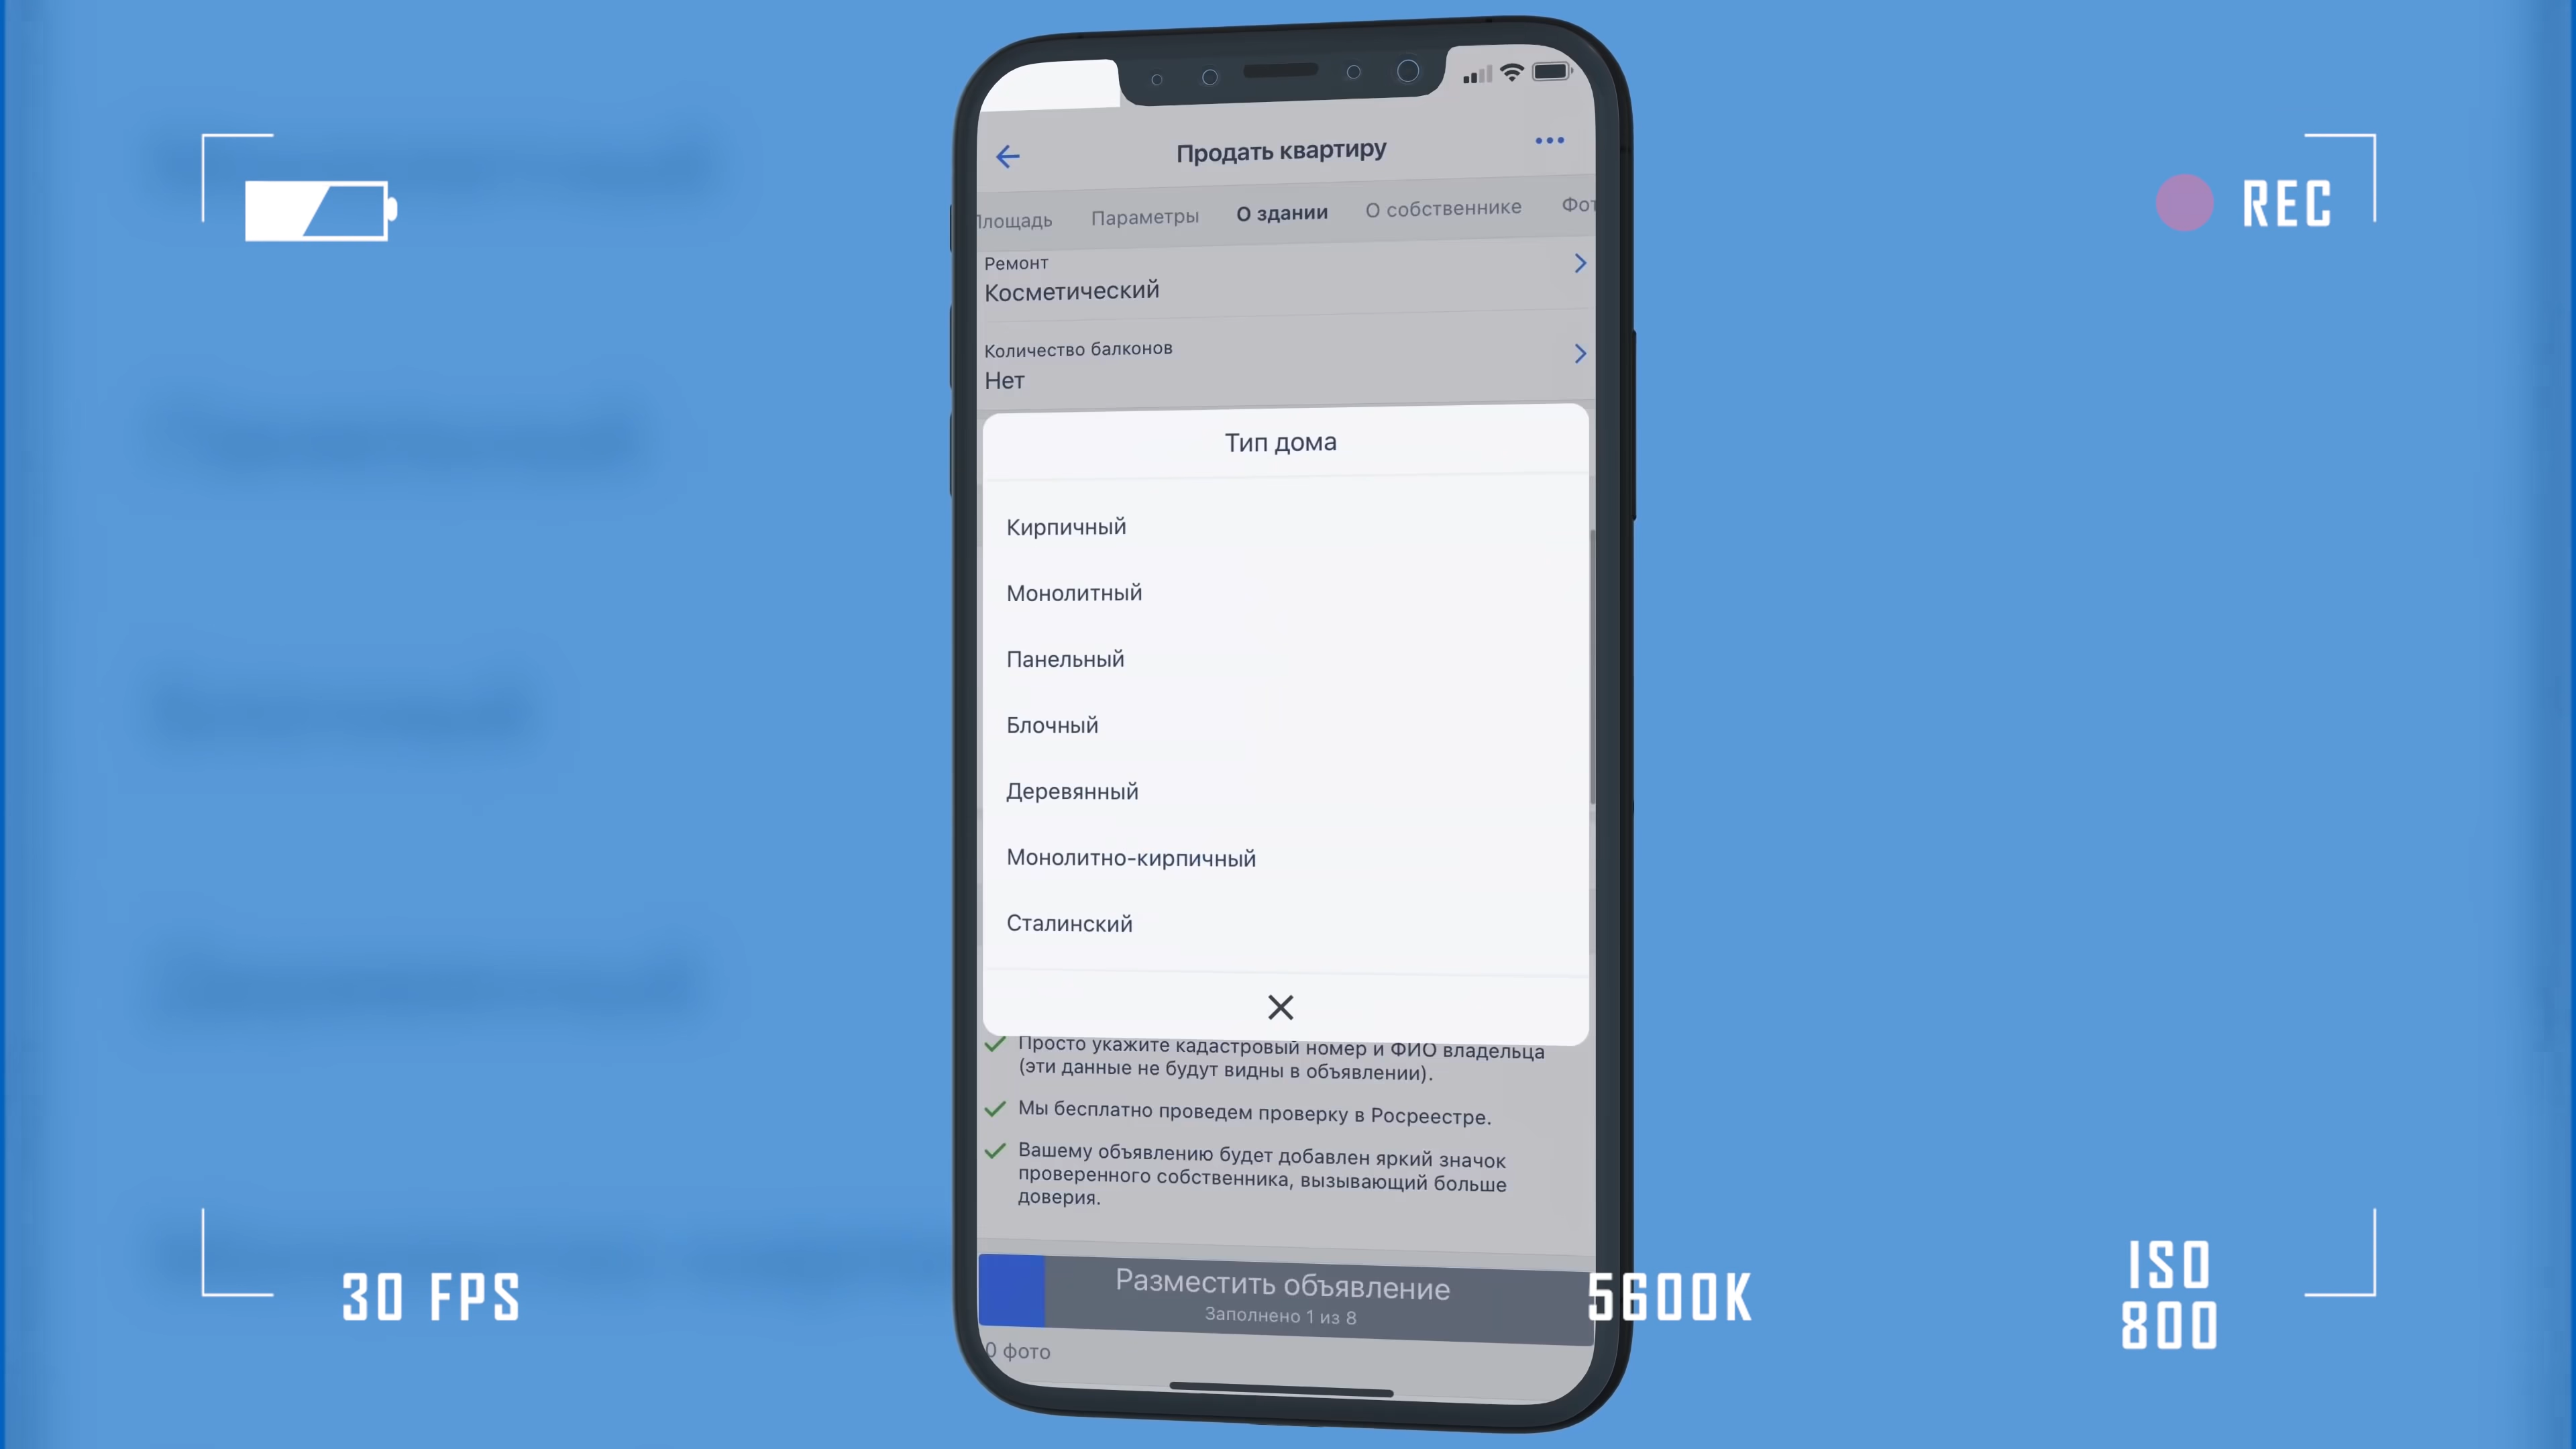 REC
Продать квартиру
Площадь Параметры О здании О собственнике Фот
Ремонт
Косметический
Количество балконов
Нет
Тип дома
Кирпичный
Монолитный
Панельный
Блочный
Деревянный
Монолитно-кирпичный
Сталинский
Просто укажите кадастровый номер и ФИО владельца
(эти данные не будут видны в объявлении).
Мы бесплатно проведем проверку в Росреестре.
Вашему объявлению будет добавлен яркий значок
проверенного собственника, вызывающий больше
доверия.
Разместить объявление
Заполнено 1 из 8
0 фото
30 FPS
5600K
ISO
800